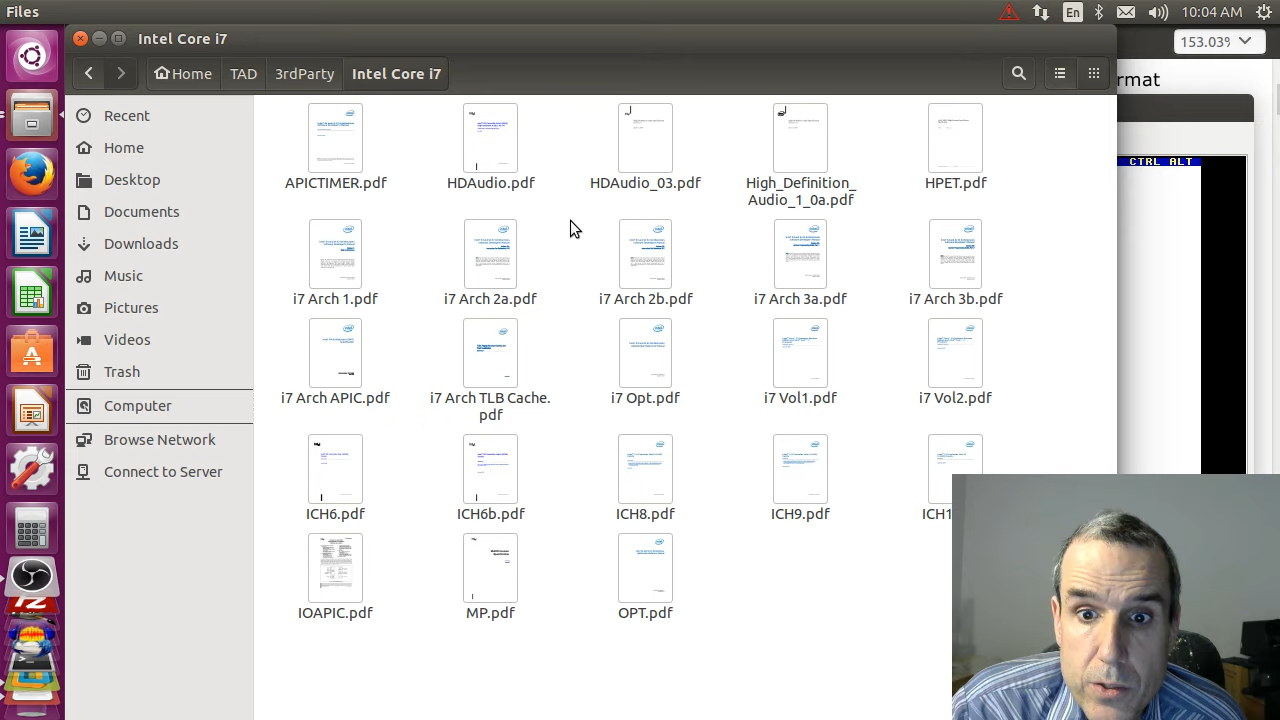 Files
En
10:04 AM
Intel Core i7
153.03%
Home
TAD
3rdParty
Intel Core i7
rmat
CTRL ALT
Recent
Home
Desktop
Documents
Downloads
Music
Pictures
Videos
Trash
Computer
Browse Network
Connect to Server
APICTIMER.pdf
HDAudio.pdf
HDAudio_03.pdf
High_Definition_
Audio_1_0a.pdf
HPET.pdf
i7 Arch 1.pdf
i7 Arch 2a.pdf
i7 Arch 2b.pdf
i7 Arch 3a.pdf
i7 Arch 3b.pdf
i7 Arch APIC.pdf
i7 Arch TLB Cache.
pdf
i7 Opt.pdf
i7 Vol1.pdf
i7 Vol2.pdf
ICH6.pdf
ICH6b.pdf
ICH8.pdf
ICH9.pdf
ICH1
IOAPIC.pdf
MP.pdf
OPT.pdf